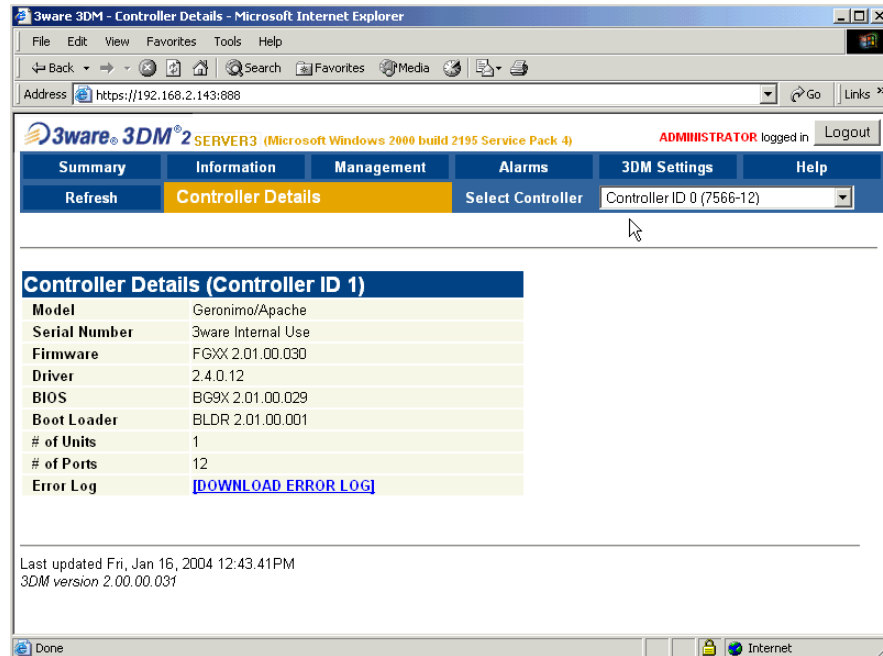 3ware 3DM - Controller Details - Microsoft Internet Explorer
File Edit View Favorites Tools Help
Back Search Favorites Media
Address https://192.168.2.143:888 Go Links »
3ware® 3DM®2 SERVER3 (Microsoft Windows 2000 build 2195 Service Pack 4) ADMINISTRATOR logged in Logout
Summary Information Management Alarms 3DM Settings Help
Refresh Controller Details Select Controller Controller ID 0 (7566-12)
Controller Details (Controller ID 1)
Model Geronimo/Apache
Serial Number 3ware Internal Use
Firmware FGXX 2.01.00.030
Driver 2.4.0.12
BIOS BG9X 2.01.00.029
Boot Loader BLDR 2.01.00.001
# of Units 1
# of Ports 12
Error Log [DOWNLOAD ERROR LOG]
Last updated Fri, Jan 16, 2004 12:43.41PM
3DM version 2.00.00.031
Done Internet